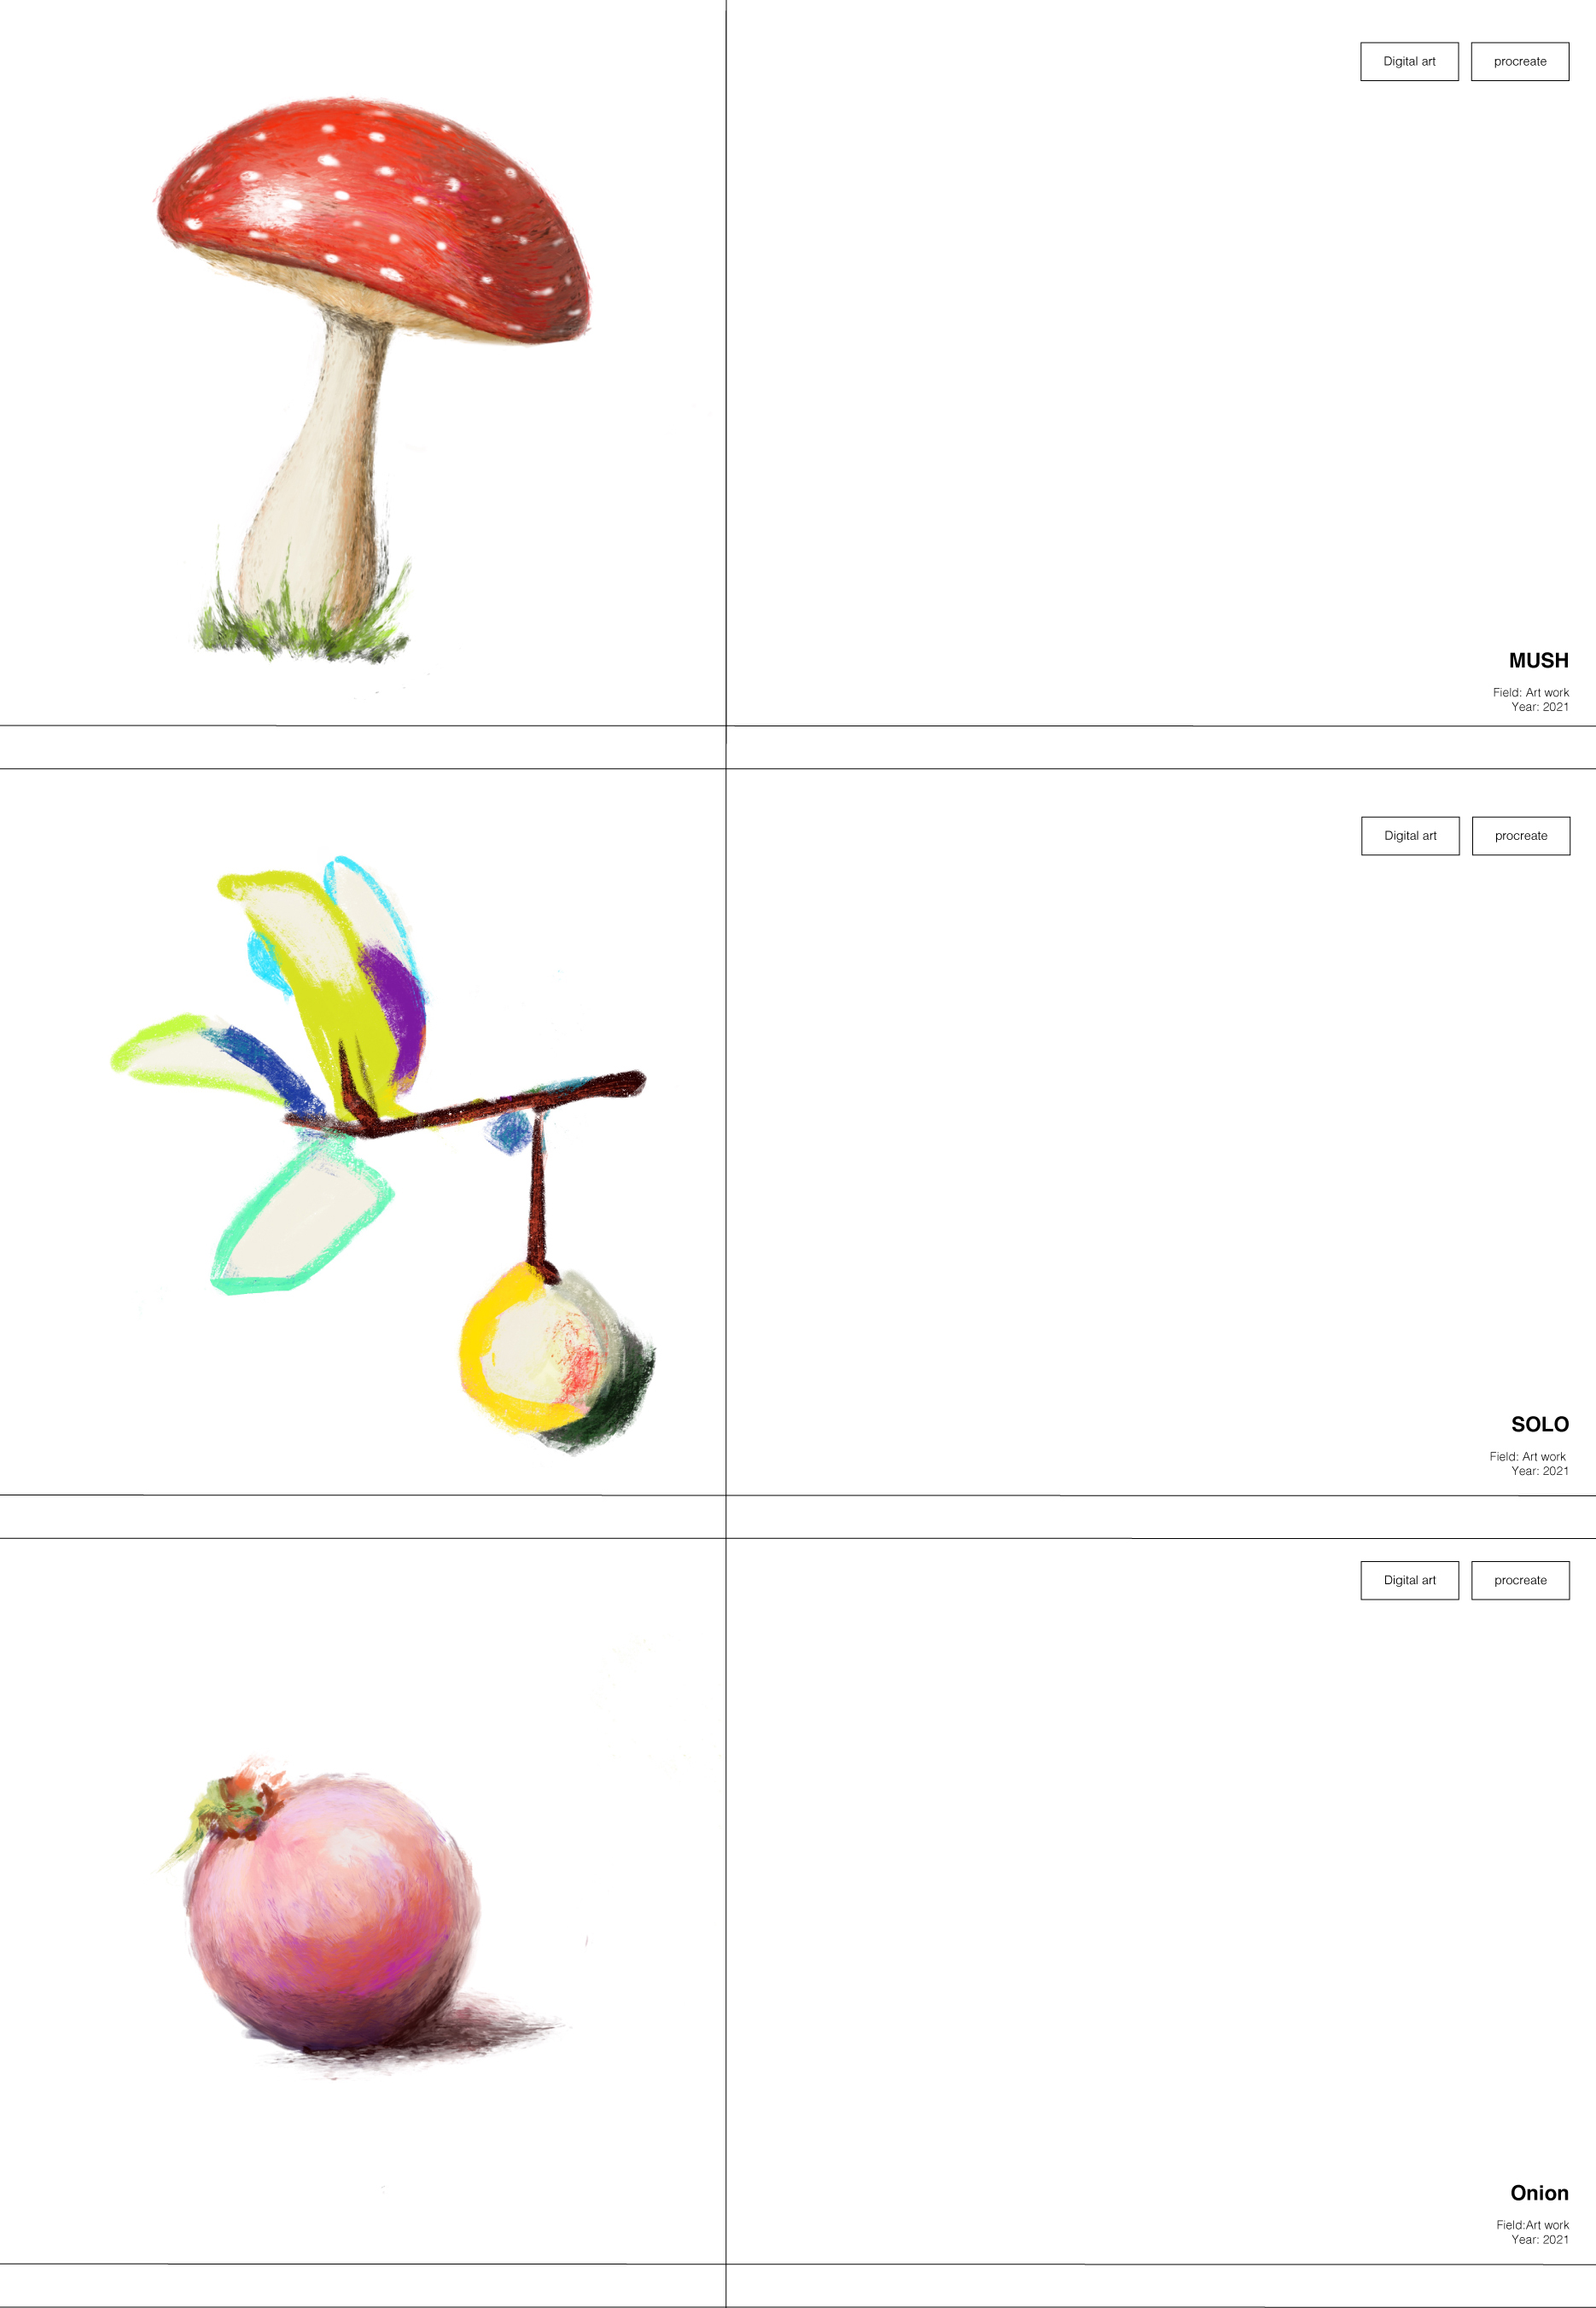 Digital art
procreate
MUSH
Field: Art work
Year: 2021
Digital art
procreate
SOLO
Field: Art work
Year: 2021
Digital art
procreate
Onion
Field:Art work
Year: 2021